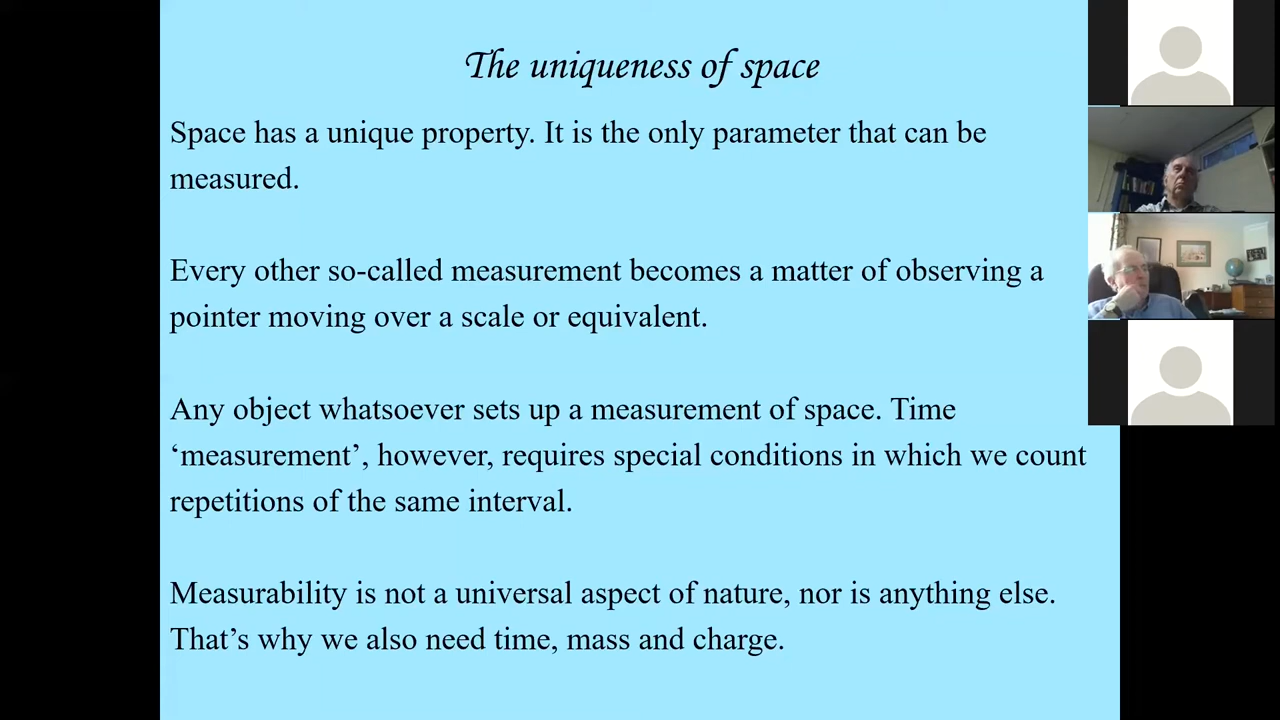 The uniqueness of space
Space has a unique property. It is the only parameter that can be
measured.
Every other so-called measurement becomes a matter of observing a
pointer moving over a scale or equivalent.
Any object whatsoever sets up a measurement of space. Time
‘measurement’, however, requires special conditions in which we count
repetitions of the same interval.
Measurability is not a universal aspect of nature, nor is anything else.
That’s why we also need time, mass and charge.